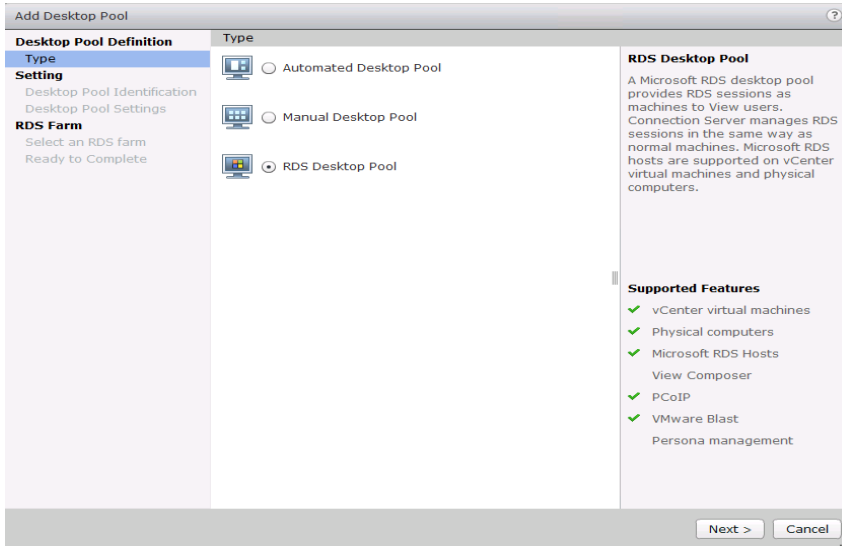 Add Desktop Pool
?
Desktop Pool Definition
Type
Setting
Desktop Pool Identification
Desktop Pool Settings
RDS Farm
Select an RDS farm
Ready to Complete
Type
Automated Desktop Pool
Manual Desktop Pool
RDS Desktop Pool
RDS Desktop Pool
A Microsoft RDS desktop pool
provides RDS sessions as
machines to View users.
Connection Server manages RDS
sessions in the same way as
normal machines. Microsoft RDS
hosts are supported on vCenter
virtual machines and physical
computers.
Supported Features
vCenter virtual machines
Physical computers
Microsoft RDS Hosts
View Composer
PCoIP
VMware Blast
Persona management
Next >
Cancel